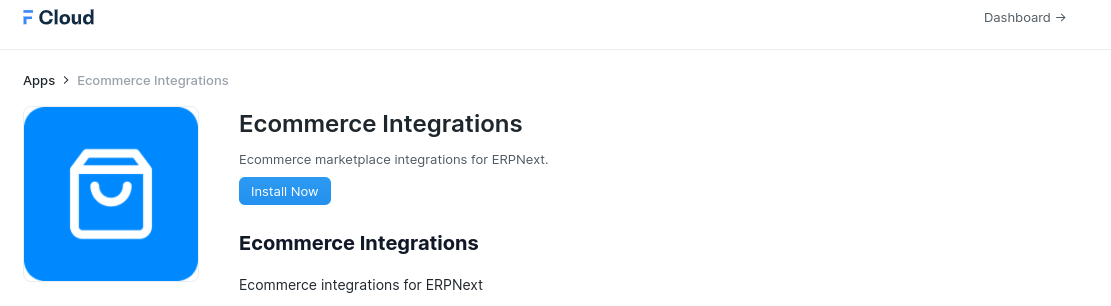 Cloud
Dashboard →
Apps > Ecommerce Integrations
Ecommerce Integrations
Ecommerce marketplace integrations for ERPNext.
Install Now
Ecommerce Integrations
Ecommerce integrations for ERPNext